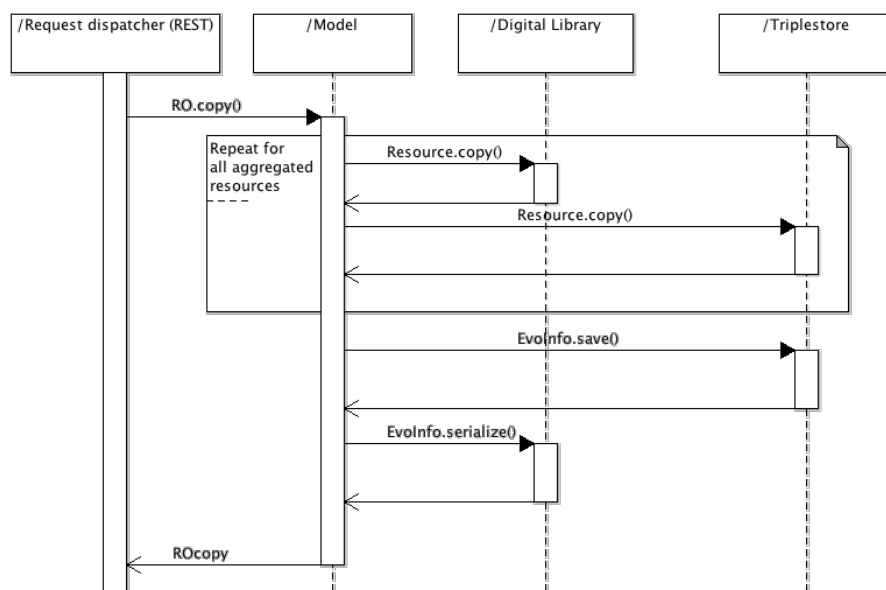 /Request dispatcher (REST)
/Model
/Digital Library
/Triplestore
RO.copy()
Repeat for
all aggregated
resources
Resource.copy()
Resource.copy()
EvoInfo.save()
EvoInfo.serialize()
ROcopy